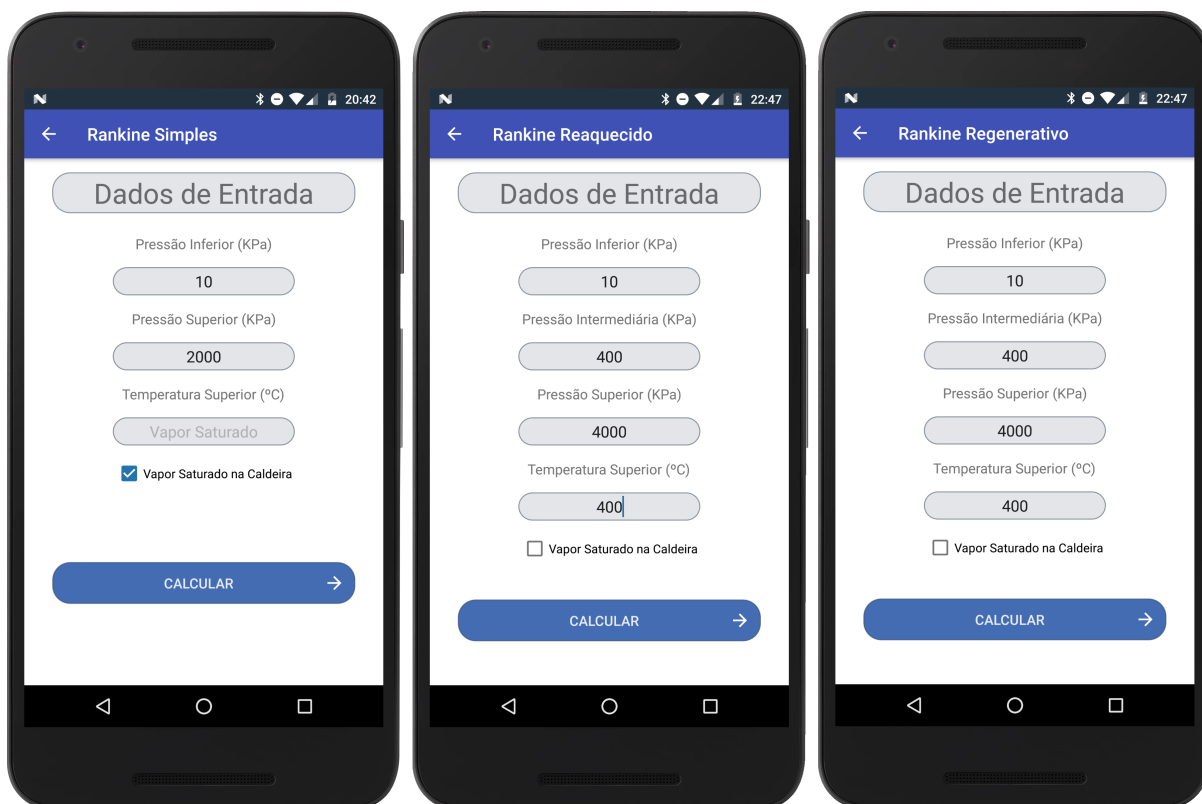 20:42
Rankine Simples
Dados de Entrada
Pressão Inferior (KPa)
10
Pressão Superior (KPa)
2000
Temperatura Superior (ºC)
Vapor Saturado
Vapor Saturado na Caldeira
CALCULAR
22:47
Rankine Reaquecido
Dados de Entrada
Pressão Inferior (KPa)
10
Pressão Intermediária (KPa)
400
Pressão Superior (KPa)
4000
Temperatura Superior (ºC)
400
Vapor Saturado na Caldeira
CALCULAR
22:47
Rankine Regenerativo
Dados de Entrada
Pressão Inferior (KPa)
10
Pressão Intermediária (KPa)
400
Pressão Superior (KPa)
4000
Temperatura Superior (ºC)
400
Vapor Saturado na Caldeira
CALCULAR